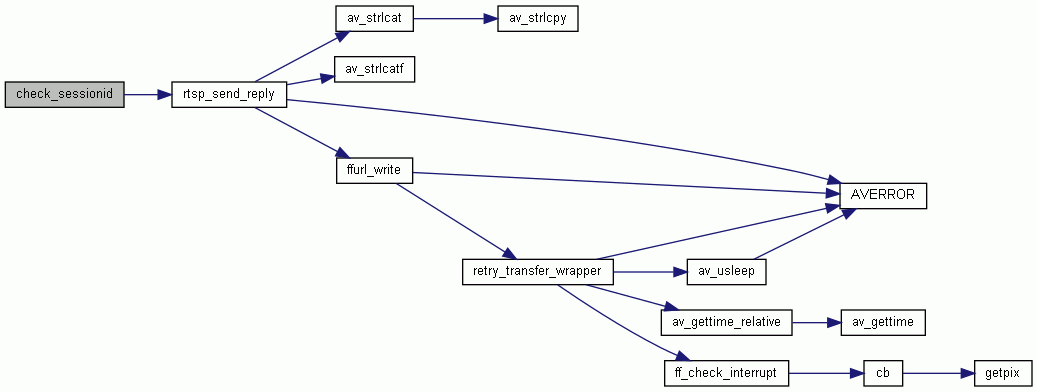 av_strlcat
av_strlcpy
av_strlcatf
check_sessionid
rtsp_send_reply
ffurl_write
AVERROR
retry_transfer_wrapper
av_usleep
av_gettime_relative
av_gettime
ff_check_interrupt
cb
getpix